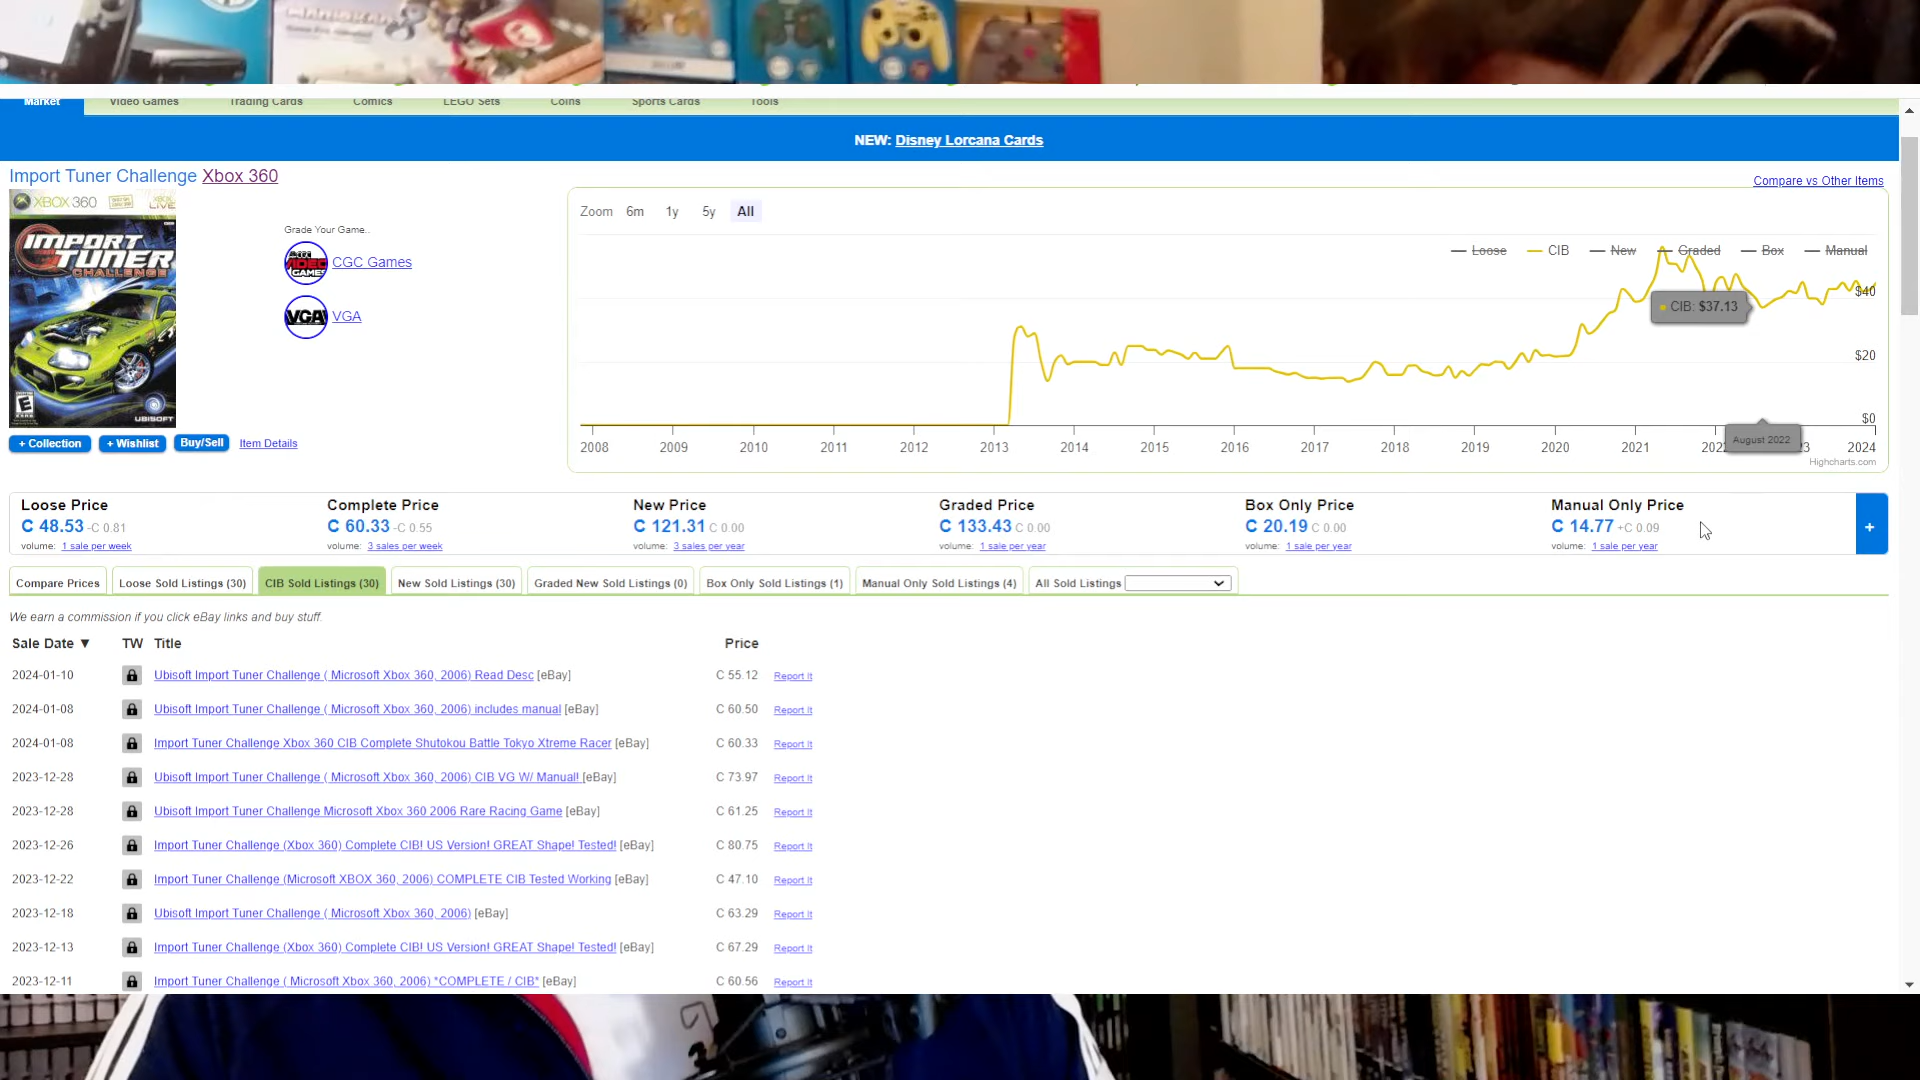 Market Video Games Trading Cards Comics LEGO Sets Coins Sports Cards Tools
NEW: Disney Lorcana Cards
Import Tuner Challenge Xbox 360
Compare vs Other Items
XBOX 360
XBOX LIVE
IMPORT TUNER
CHALLENGE
UBISOFT
Grade Your Game..
CGC Games
VGA VGA
+ Collection + Wishlist Buy/Sell Item Details
Zoom 6m 1y 5y All
Loose CIB New Graded Box Manual
CIB: $37.13
$40
$20
$0
August 2022
2008 2009 2010 2011 2012 2013 2014 2015 2016 2017 2018 2019 2020 2021 2024
Highcharts.com
Loose Price Complete Price New Price Graded Price Box Only Price Manual Only Price
C 48.53 -C 0.81 C 60.33 -C 0.55 C 121.31 C 0.00 C 133.43 C 0.00 C 20.19 C 0.00 C 14.77 +C 0.09 +
volume: 1 sale per week volume: 3 sales per week volume: 3 sales per year volume: 1 sale per year volume: 1 sale per year volume: 1 sale per year
Compare Prices Loose Sold Listings (30) CIB Sold Listings (30) New Sold Listings (30) Graded New Sold Listings (0) Box Only Sold Listings (1) Manual Only Sold Listings (4) All Sold Listings
We earn a commission if you click eBay links and buy stuff.
Sale Date ▼ TW Title Price
2024-01-10 Ubisoft Import Tuner Challenge ( Microsoft Xbox 360, 2006) Read Desc [eBay] C 55.12 Report It
2024-01-08 Ubisoft Import Tuner Challenge ( Microsoft Xbox 360, 2006) includes manual [eBay] C 60.50 Report It
2024-01-08 Import Tuner Challenge Xbox 360 CIB Complete Shutokou Battle Tokyo Xtreme Racer [eBay] C 60.33 Report It
2023-12-28 Ubisoft Import Tuner Challenge ( Microsoft Xbox 360, 2006) CIB VG W/ Manual! [eBay] C 73.97 Report It
2023-12-28 Ubisoft Import Tuner Challenge Microsoft Xbox 360 2006 Rare Racing Game [eBay] C 61.25 Report It
2023-12-26 Import Tuner Challenge (Xbox 360) Complete CIB! US Version! GREAT Shape! Tested! [eBay] C 80.75 Report It
2023-12-22 Import Tuner Challenge (Microsoft XBOX 360, 2006) COMPLETE CIB Tested Working [eBay] C 47.10 Report It
2023-12-18 Ubisoft Import Tuner Challenge ( Microsoft Xbox 360, 2006) [eBay] C 63.29 Report It
2023-12-13 Import Tuner Challenge (Xbox 360) Complete CIB! US Version! GREAT Shape! Tested! [eBay] C 67.29 Report It
2023-12-11 Import Tuner Challenge ( Microsoft Xbox 360, 2006) *COMPLETE / CIB* [eBay] C 60.56 Report It